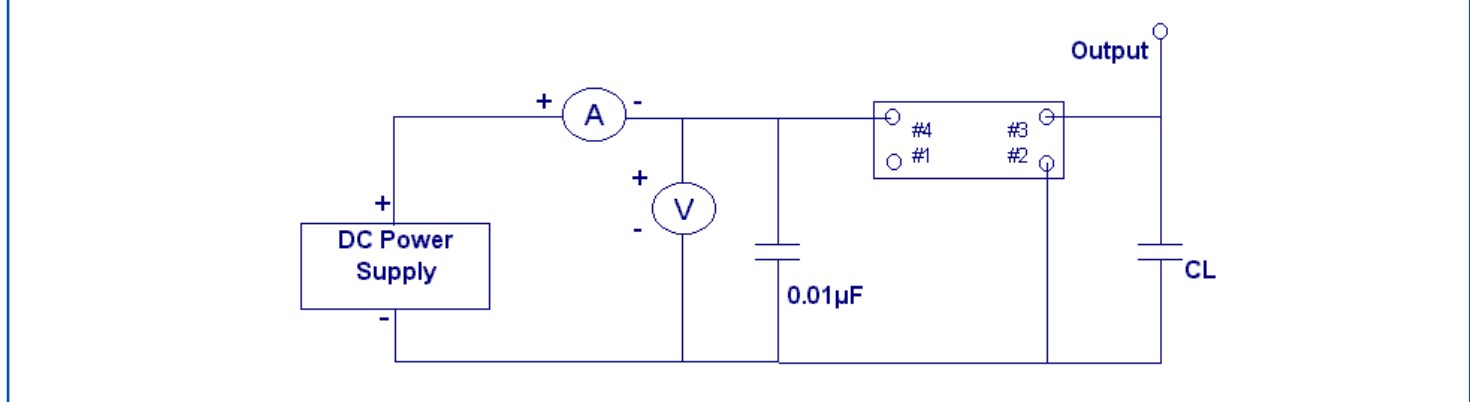 Output
+ A -
#4 #3
#1 #2
+
V
-
+
DC Power
Supply
-
0.01µF
CL